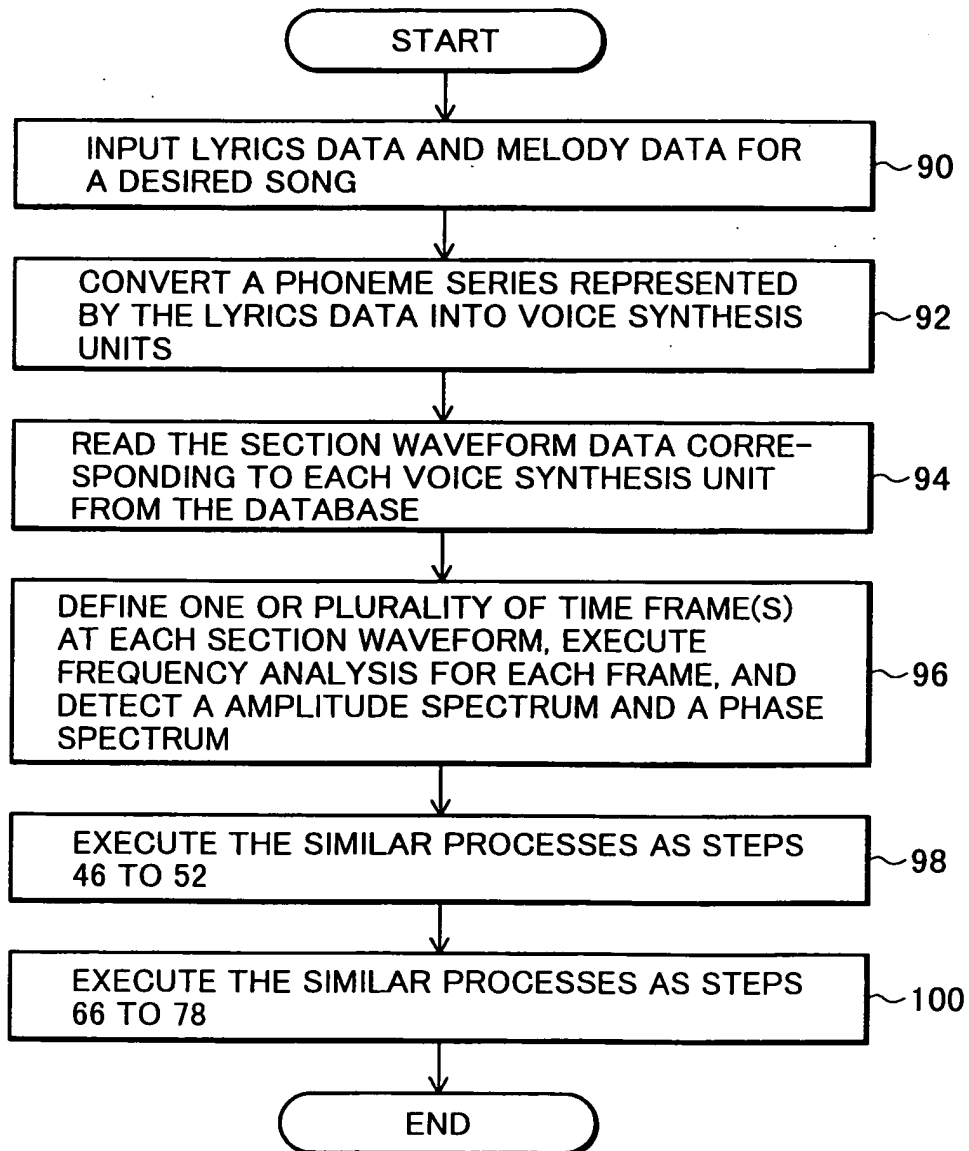 START
INPUT LYRICS DATA AND MELODY DATA FOR
A DESIRED SONG
90
CONVERT A PHONEME SERIES REPRESENTED
BY THE LYRICS DATA INTO VOICE SYNTHESIS
UNITS
92
READ THE SECTION WAVEFORM DATA CORRE-
SPONDING TO EACH VOICE SYNTHESIS UNIT
FROM THE DATABASE
94
DEFINE ONE OR PLURALITY OF TIME FRAME(S)
AT EACH SECTION WAVEFORM, EXECUTE
FREQUENCY ANALYSIS FOR EACH FRAME, AND
DETECT A AMPLITUDE SPECTRUM AND A PHASE
SPECTRUM
96
EXECUTE THE SIMILAR PROCESSES AS STEPS
46 TO 52
98
EXECUTE THE SIMILAR PROCESSES AS STEPS
66 TO 78
100
END